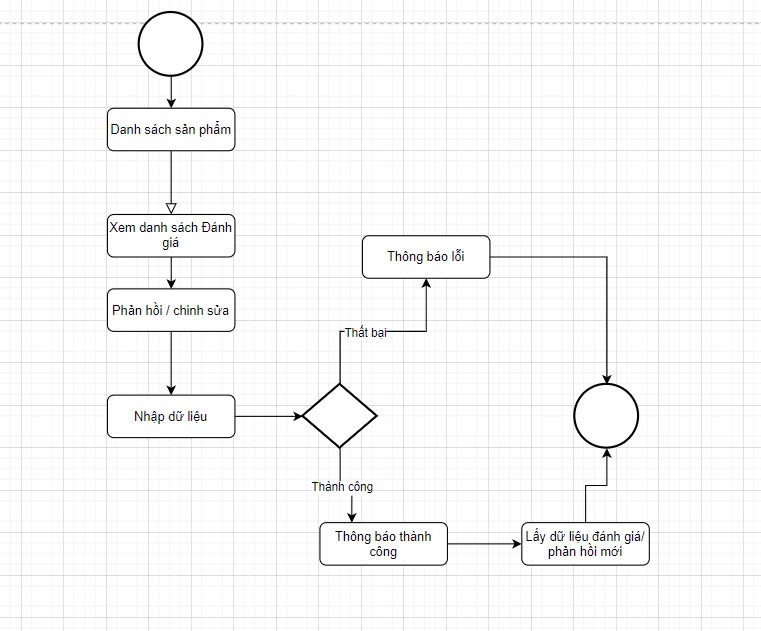 Danh sách sản phẩm
Xem danh sách Đánh
giá
Phản hồi / chỉnh sửa
Nhập dữ liệu
Thông báo lỗi
Thất bại
Thành công
Thông báo thành
công
Lấy dữ liệu đánh giá/
phản hồi mới